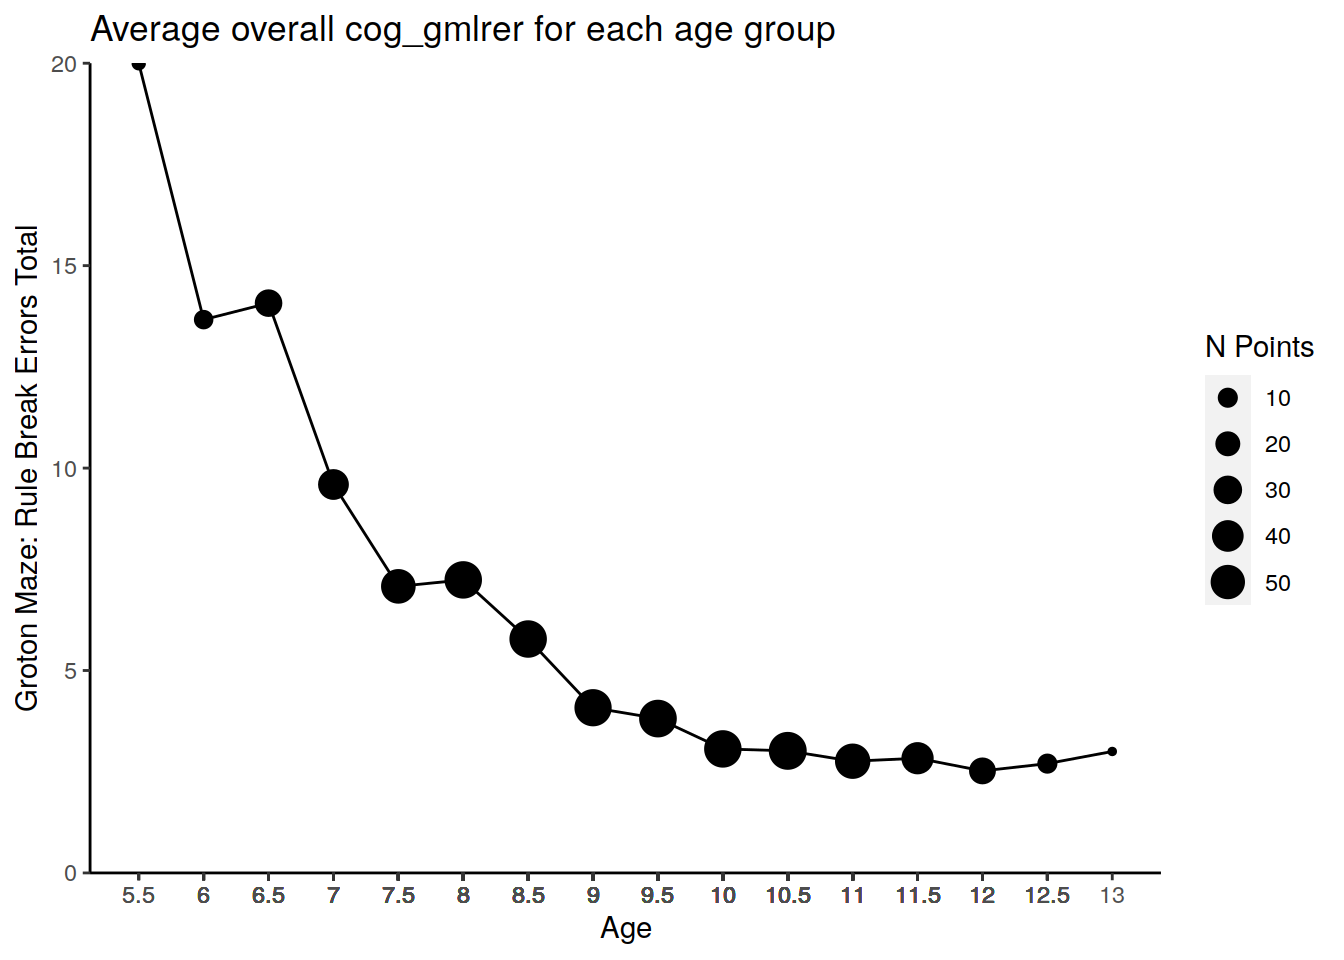 Average overall cog_gmlrer for each age group
Groton Maze: Rule Break Errors Total
20
15
10
5
0
5.5 6 6.5 7 7.5 8 8.5 9 9.5 10 10.5 11 11.5 12 12.5 13
Age
N Points
10
20
30
40
50